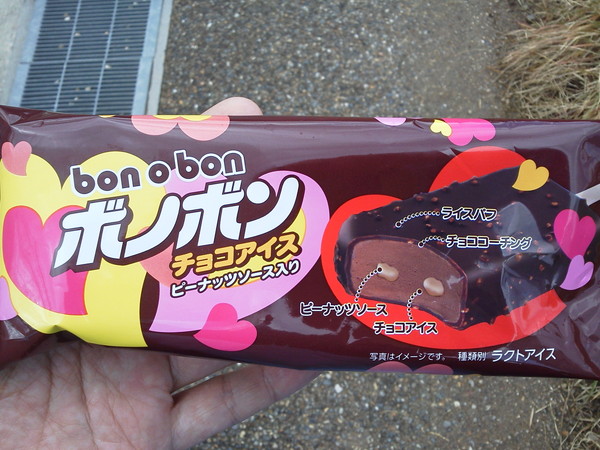 bon o bon
ボノボン
チョコアイス
ピーナッツソース入り
ライスパフ
チョココーチング
ピーナッツソース
チョコアイス
写真はイメージです。 種類別 ラクトアイス